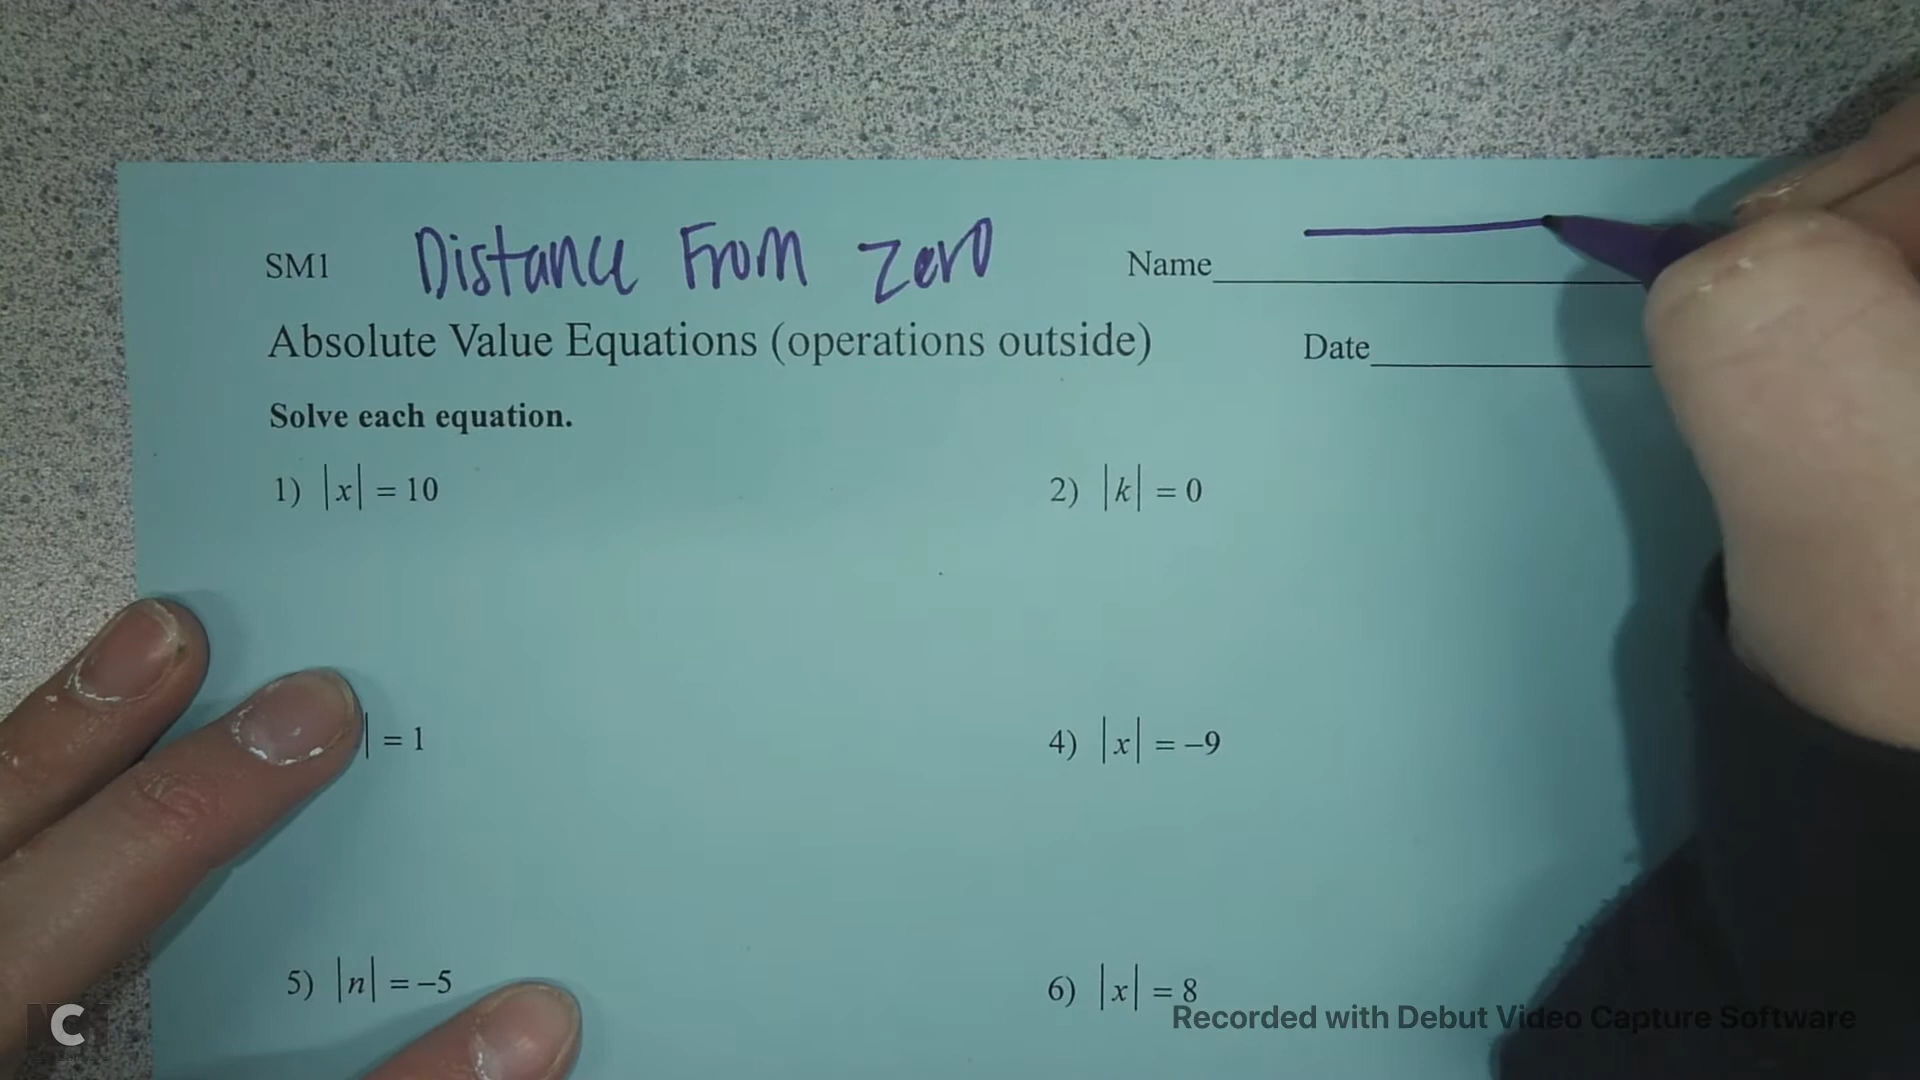 SM1 Distance From Zero Name
Absolute Value Equations (operations outside) Date
Solve each equation.
1) |x| = 10 2) |k| = 0
| = 1 4) |x| = –9
5) |n| = –5 6) |x| = 8
Recorded with Debut Video Capture Software